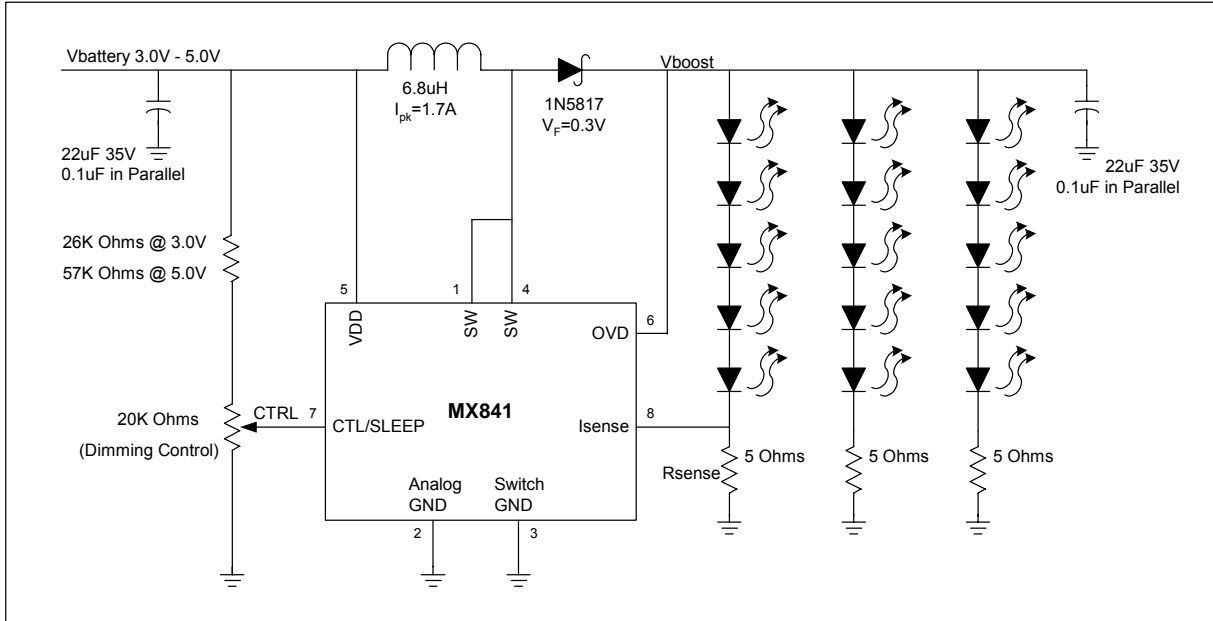 Vbattery 3.0V - 5.0V
6.8uH
Ipk=1.7A
1N5817
VF=0.3V
Vboost
22uF 35V
0.1uF in Parallel
22uF 35V
0.1uF in Parallel
26K Ohms @ 3.0V
57K Ohms @ 5.0V
5
1
4
VDD
SW
SW
OVD
6
20K Ohms
(Dimming Control)
CTRL
7
CTL/SLEEP
MX841
Isense
8
Analog
GND
Switch
GND
2
3
Rsense
5 Ohms
5 Ohms
5 Ohms